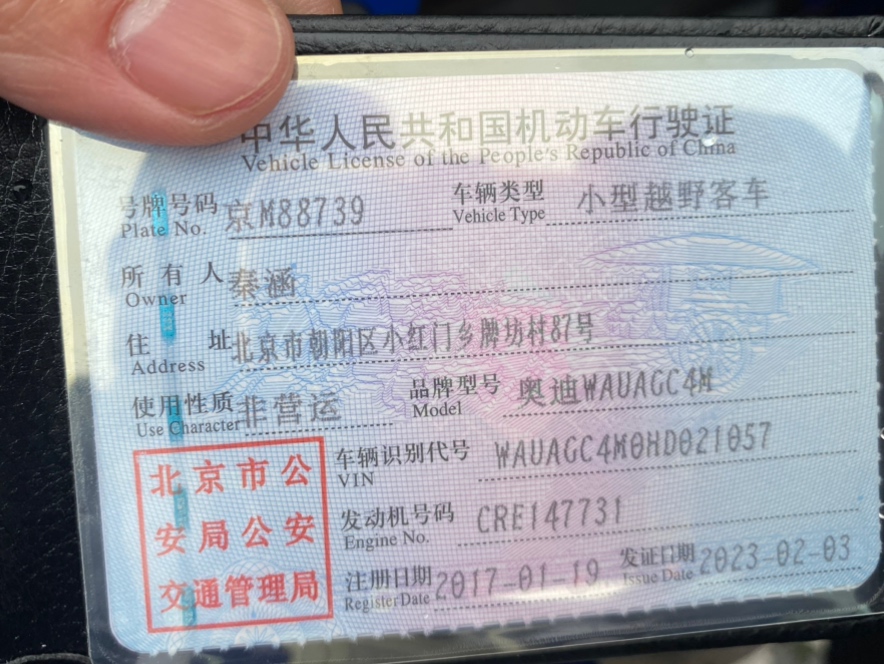 中华人民共和国机动车行驶证
Vehicle License of the People's Republic of China
号牌号码 京M88739 车辆类型 小型越野客车
Plate No. Vehicle Type
所有人 秦涵
Owner
住址 北京市朝阳区小红门乡牌坊村87号
Address
使用性质 非营运 品牌型号 奥迪WAUAGC4M
Use Character Model
北京市公 车辆识别代号 WAUAGC4M0HD021057
VIN
安局公安 发动机号码 CRE147731
Engine No.
交通管理局 注册日期 2017-01-19 发证日期 2023-02-03
Register Date Issue Date